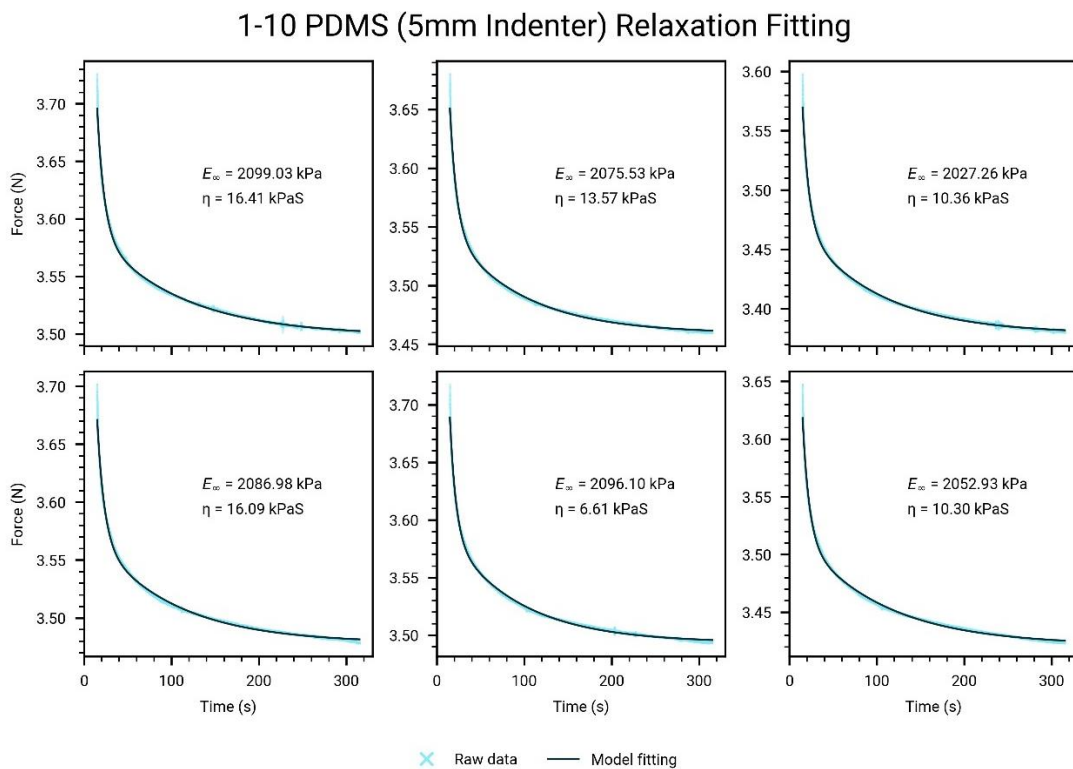 1-10 PDMS (5mm Indenter) Relaxation Fitting
Force (N)
3.70
3.65
3.60
3.55
3.50
E∞ = 2099.03 kPa
η = 16.41 kPaS
3.65
3.60
3.55
3.50
3.45
E∞ = 2075.53 kPa
η = 13.57 kPaS
3.60
3.55
3.50
3.45
3.40
E∞ = 2027.26 kPa
η = 10.36 kPaS
Force (N)
3.70
3.65
3.60
3.55
3.50
E∞ = 2086.98 kPa
η = 16.09 kPaS
0 100 200 300
Time (s)
3.70
3.65
3.60
3.55
3.50
E∞ = 2096.10 kPa
η = 6.61 kPaS
0 100 200 300
Time (s)
3.65
3.60
3.55
3.50
3.45
E∞ = 2052.93 kPa
η = 10.30 kPaS
0 100 200 300
Time (s)
Raw data Model fitting